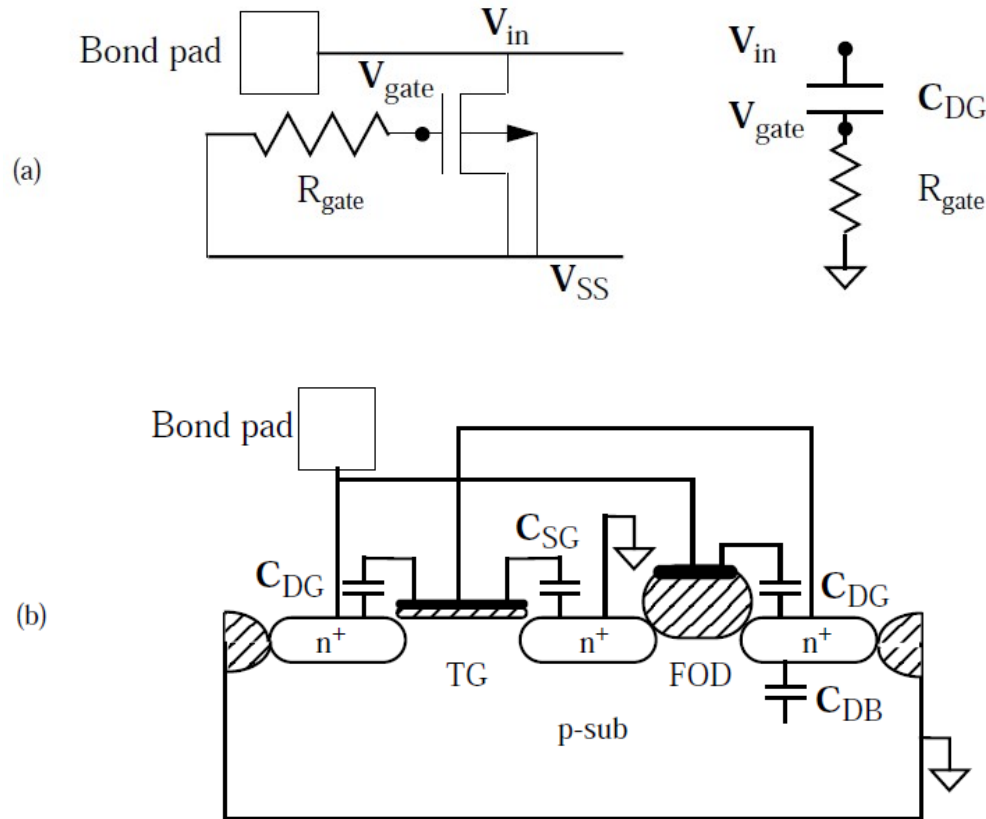 Bond pad
V_in
V_gate
R_gate
V_SS
(a)
V_in
C_DG
V_gate
R_gate
Bond pad
C_SG
C_DG
C_DG
(b)
n⁺
n⁺
n⁺
TG
FOD
C_DB
p-sub